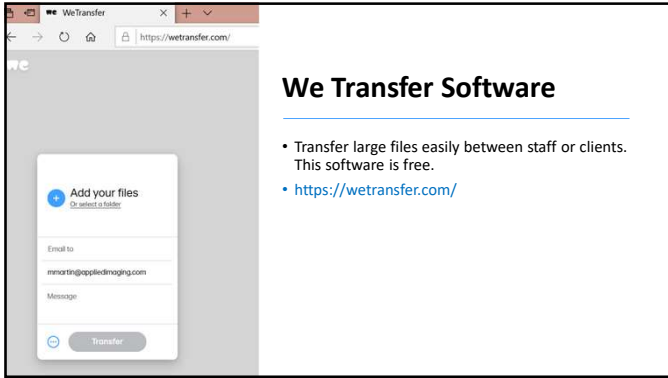 we WeTransfer
https://wetransfer.com/
we
Add your files
Or select a folder
Email to
mmartin@appliedimaging.com
Message
Transfer
We Transfer Software
• Transfer large files easily between staff or clients.
This software is free.
• https://wetransfer.com/